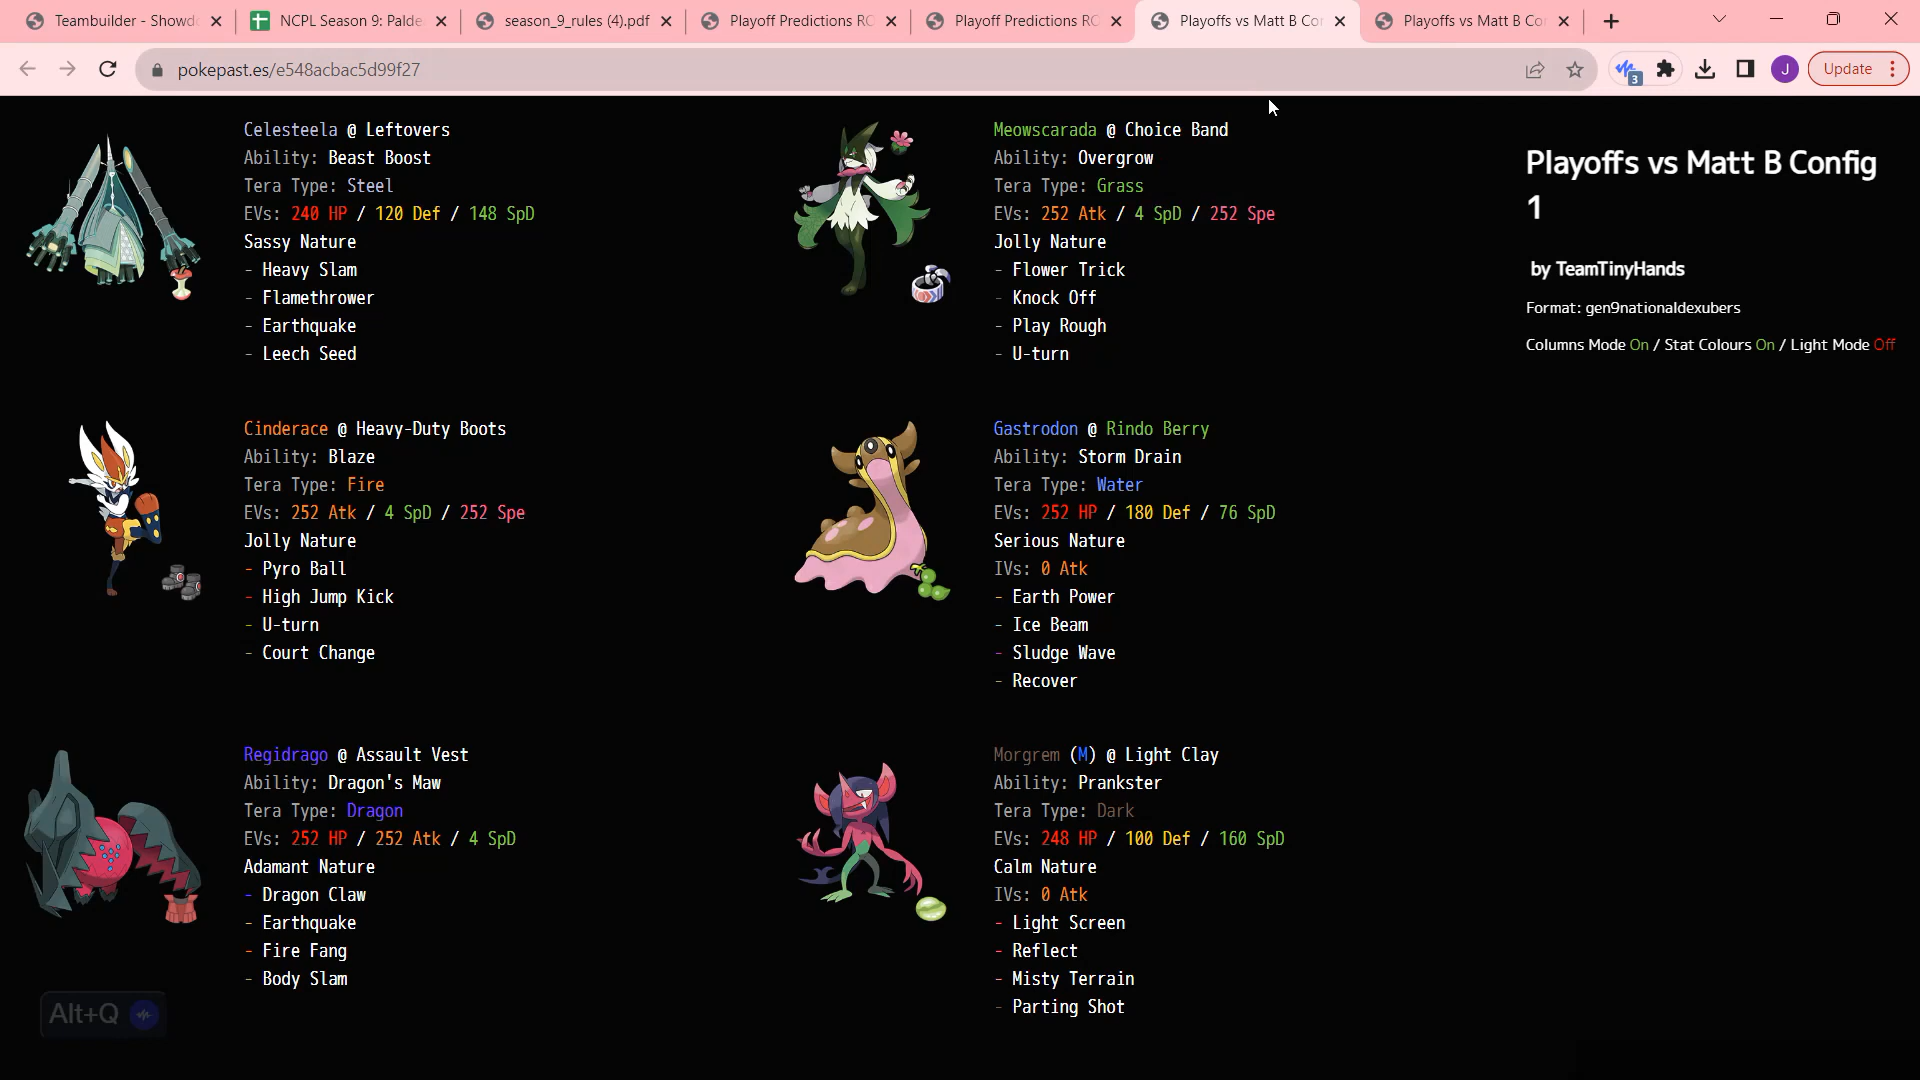 Teambuilder - Showd
NCPL Season 9: Palde
season_9_rules (4).pdf
Playoff Predictions RO
Playoff Predictions RO
Playoffs vs Matt B Con
Playoffs vs Matt B Co
pokepast.es/e548acbac5d99f27
3
J
Update
Celesteela @ Leftovers
Ability: Beast Boost
Tera Type: Steel
EVs: 240 HP / 120 Def / 148 SpD
Sassy Nature
- Heavy Slam
- Flamethrower
- Earthquake
- Leech Seed
Meowscarada @ Choice Band
Ability: Overgrow
Tera Type: Grass
EVs: 252 Atk / 4 SpD / 252 Spe
Jolly Nature
- Flower Trick
- Knock Off
- Play Rough
- U-turn
Cinderace @ Heavy-Duty Boots
Ability: Blaze
Tera Type: Fire
EVs: 252 Atk / 4 SpD / 252 Spe
Jolly Nature
- Pyro Ball
- High Jump Kick
- U-turn
- Court Change
Gastrodon @ Rindo Berry
Ability: Storm Drain
Tera Type: Water
EVs: 252 HP / 180 Def / 76 SpD
Serious Nature
IVs: 0 Atk
- Earth Power
- Ice Beam
- Sludge Wave
- Recover
Regidrago @ Assault Vest
Ability: Dragon's Maw
Tera Type: Dragon
EVs: 252 HP / 252 Atk / 4 SpD
Adamant Nature
- Dragon Claw
- Earthquake
- Fire Fang
- Body Slam
Morgrem (M) @ Light Clay
Ability: Prankster
Tera Type: Dark
EVs: 248 HP / 100 Def / 160 SpD
Calm Nature
IVs: 0 Atk
- Light Screen
- Reflect
- Misty Terrain
- Parting Shot
Playoffs vs Matt B Config
1
by TeamTinyHands
Format: gen9nationaldexubers
Columns Mode On / Stat Colours On / Light Mode Off
Alt+Q